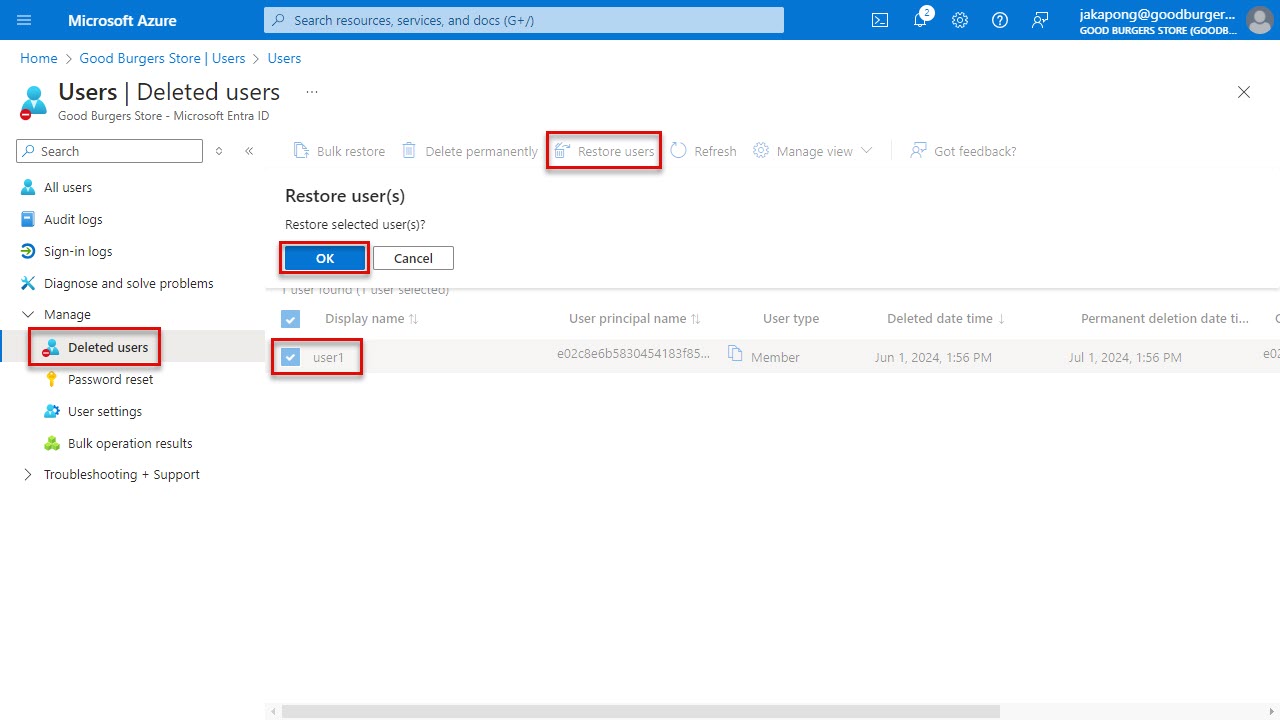 Microsoft Azure
Search resources, services, and docs (G+/)
2
jakapong@goodburger...
GOOD BURGERS STORE (GOODB...
Home > Good Burgers Store | Users > Users
Users | Deleted users ...
Good Burgers Store - Microsoft Entra ID
Search
Bulk restore
Delete permanently
Restore users
Refresh
Manage view
Got feedback?
All users
Audit logs
Sign-in logs
Diagnose and solve problems
Manage
Deleted users
Password reset
User settings
Bulk operation results
Troubleshooting + Support
Restore user(s)
Restore selected user(s)?
OK
Cancel
1 user found (1 user selected)
Display name
User principal name
User type
Deleted date time ↓
Permanent deletion date ti...
user1
e02c8e6b5830454183f85...
Member
Jun 1, 2024, 1:56 PM
Jul 1, 2024, 1:56 PM